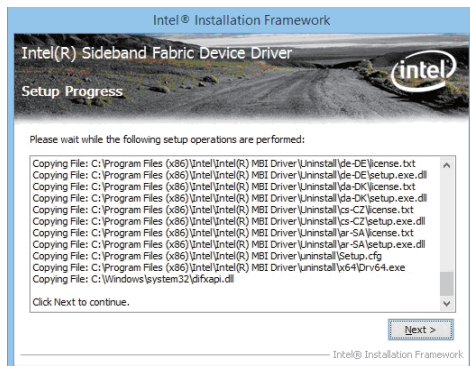 Intel® Installation Framework
Intel(R) Sideband Fabric Device Driver
Setup Progress
intel
Please wait while the following setup operations are performed:
Copying File: C:\Program Files (x86)\Intel\Intel(R) MBI Driver\Uninstall\de-DE\license.txt
Copying File: C:\Program Files (x86)\Intel\Intel(R) MBI Driver\Uninstall\de-DE\setup.exe.dll
Copying File: C:\Program Files (x86)\Intel\Intel(R) MBI Driver\Uninstall\da-DK\license.txt
Copying File: C:\Program Files (x86)\Intel\Intel(R) MBI Driver\Uninstall\da-DK\setup.exe.dll
Copying File: C:\Program Files (x86)\Intel\Intel(R) MBI Driver\Uninstall\cs-CZ\license.txt
Copying File: C:\Program Files (x86)\Intel\Intel(R) MBI Driver\Uninstall\cs-CZ\setup.exe.dll
Copying File: C:\Program Files (x86)\Intel\Intel(R) MBI Driver\Uninstall\ar-SA\license.txt
Copying File: C:\Program Files (x86)\Intel\Intel(R) MBI Driver\Uninstall\ar-SA\setup.exe.dll
Copying File: C:\Program Files (x86)\Intel\Intel(R) MBI Driver\uninstall\Setup.cfg
Copying File: C:\Program Files (x86)\Intel\Intel(R) MBI Driver\uninstall\x64\Drv64.exe
Copying File: C:\Windows\system32\difxapi.dll
Click Next to continue.
Next >
Intel® Installation Framework